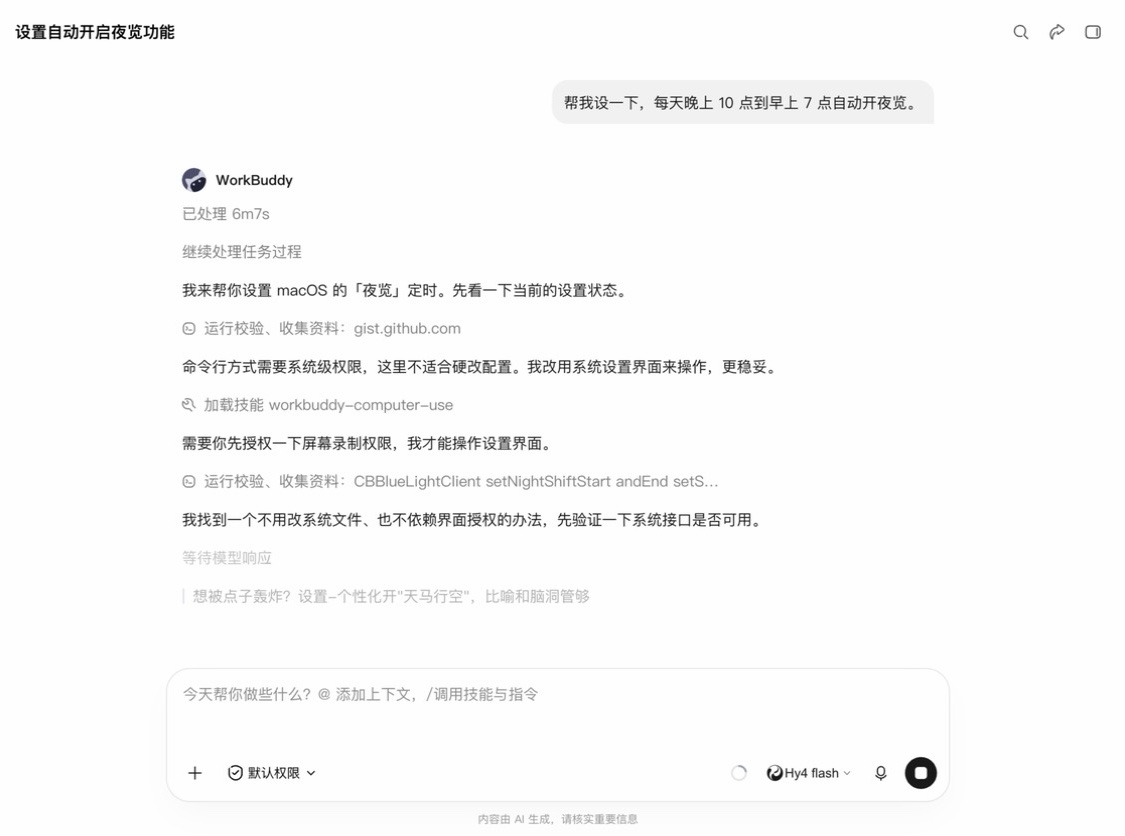 设置自动开启夜览功能
帮我设一下，每天晚上 10 点到早上 7 点自动开夜览。
WorkBuddy
已处理 6m7s
继续处理任务过程
我来帮你设置 macOS 的「夜览」定时。先看一下当前的设置状态。
运行校验、收集资料：gist.github.com
命令行方式需要系统级权限，这里不适合硬改配置。我改用系统设置界面来操作，更稳妥。
加载技能 workbuddy-computer-use
需要你先授权一下屏幕录制权限，我才能操作设置界面。
运行校验、收集资料：CBBlueLightClient setNightShiftStart andEnd setS...
我找到一个不用改系统文件、也不依赖界面授权的办法，先验证一下系统接口是否可用。
等待模型响应
想被点子轰炸？设置-个性化开"天马行空"，比喻和脑洞管够
今天帮你做些什么？@ 添加上下文，/调用技能与指令
默认权限
Hy4 flash
内容由 AI 生成，请核实重要信息